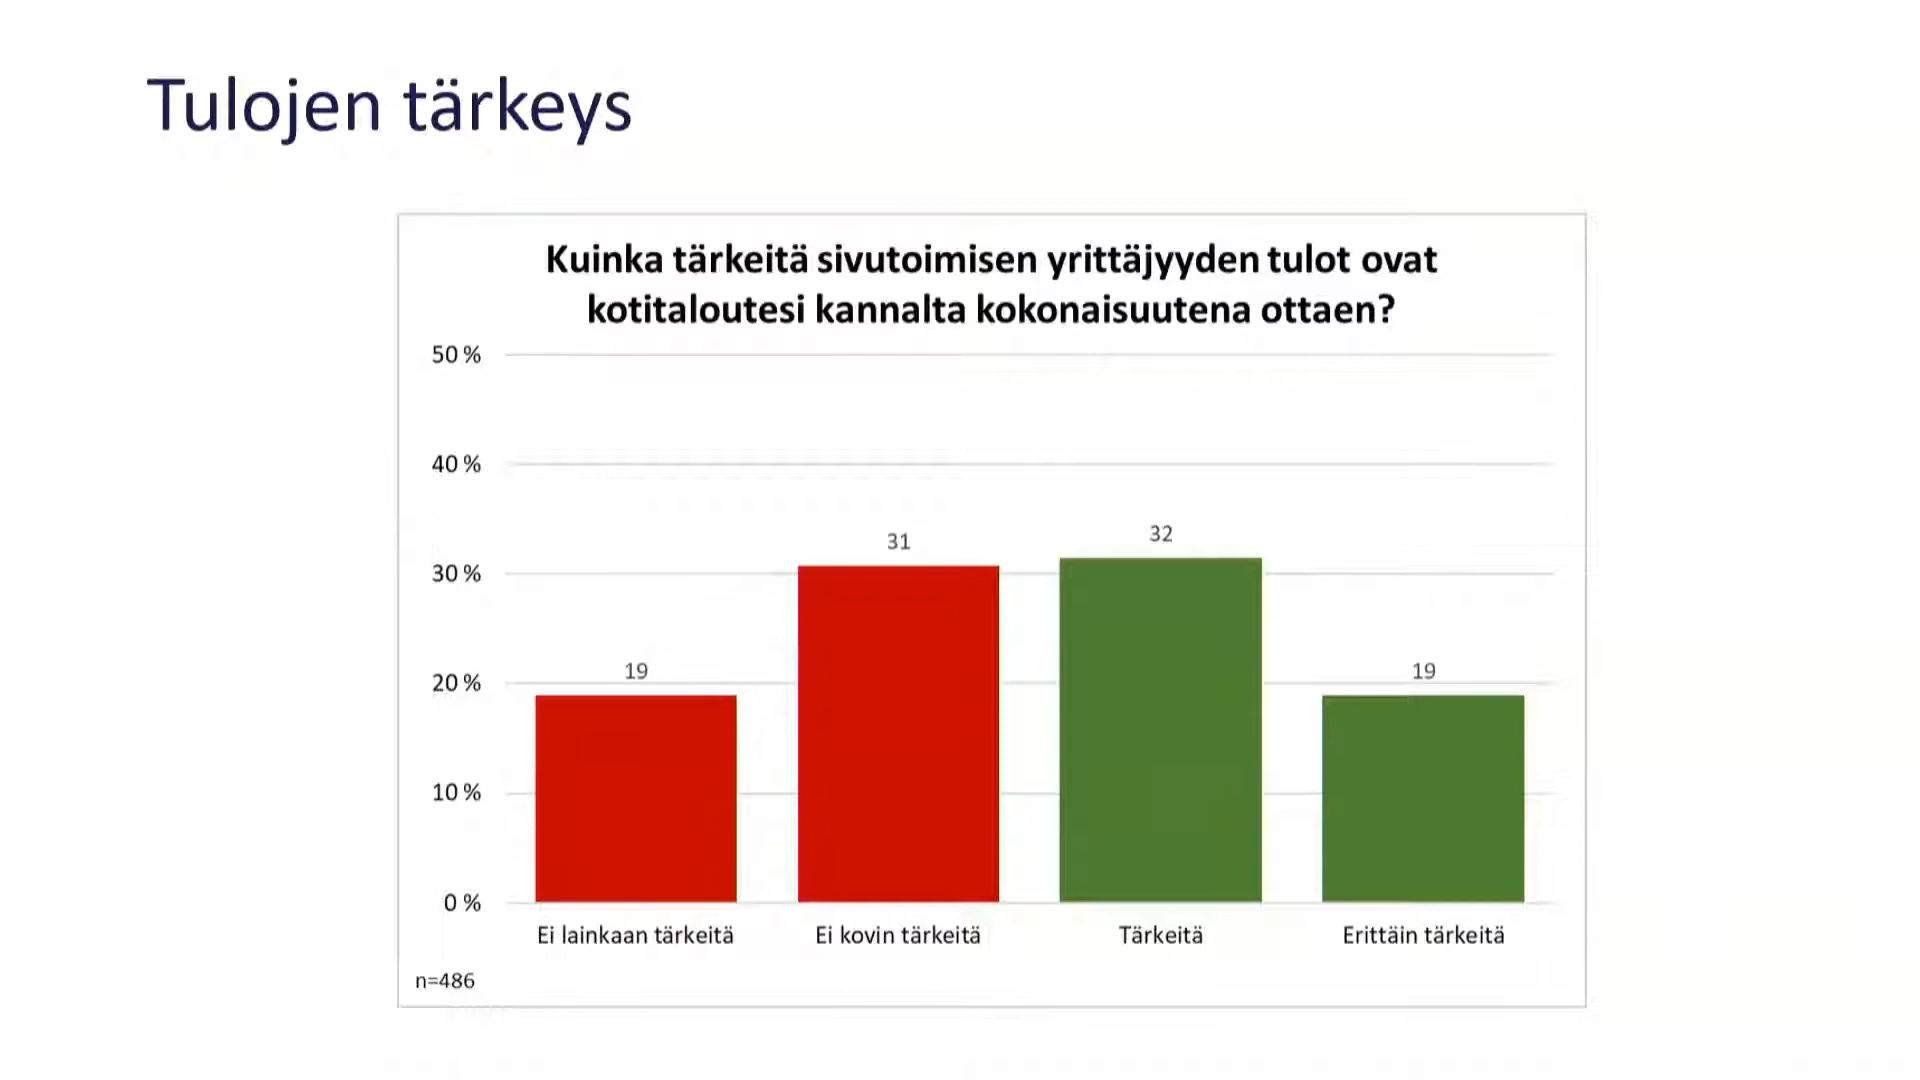 Tulojen tärkeys
Kuinka tärkeitä sivutoimisen yrittäjyyden tulot ovat
kotitaloutesi kannalta kokonaisuutena ottaen?
50 %
40 %
30 %
20 %
10 %
0 %
19
31
32
19
Ei lainkaan tärkeitä
Ei kovin tärkeitä
Tärkeitä
Erittäin tärkeitä
n=486